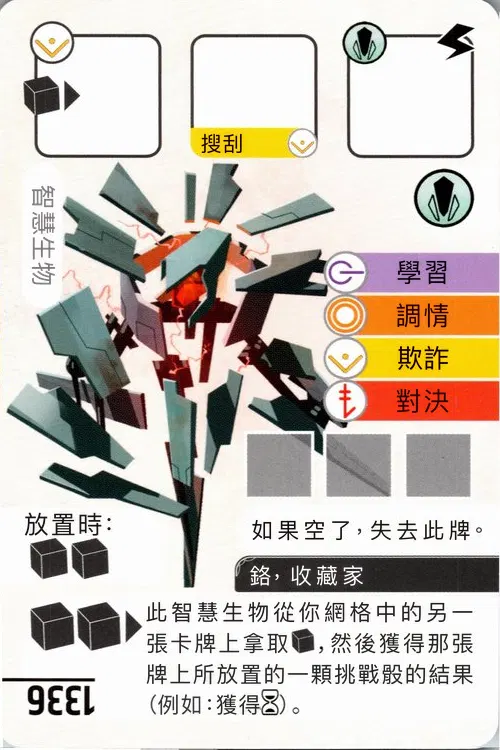 搜刮
智慧生物
學習
調情
欺詐
對決
放置時：
如果空了，失去此牌。
鉻，收藏家
此智慧生物從你網格中的另一
張卡牌上拿取，然後獲得那張
牌上所放置的一顆挑戰骰的結果
（例如：獲得）。
1336